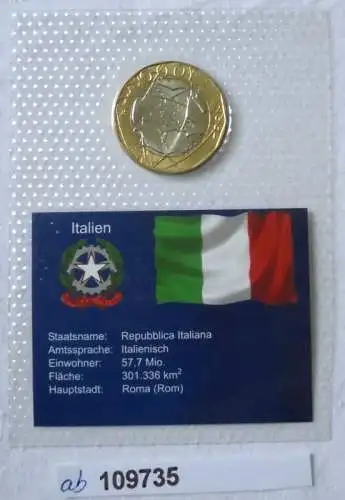 Italien
Staatsname: Repubblica Italiana
Amtssprache: Italienisch
Einwohner: 57,7 Mio.
Fläche: 301.336 km²
Hauptstadt: Roma (Rom)
ab 109735